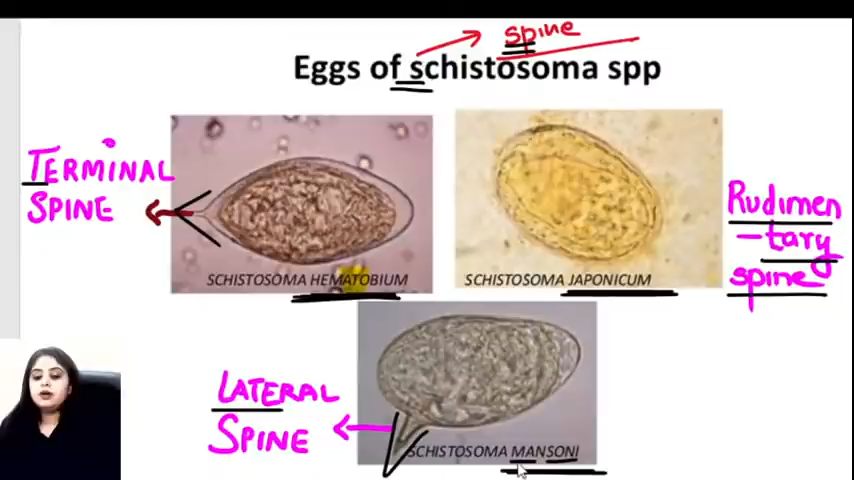 spine
Eggs of schistosoma spp
TERMINAL
SPINE
SCHISTOSOMA HEMATOBIUM
SCHISTOSOMA JAPONICUM
Rudimen
-tary
spine
LATERAL
SPINE
SCHISTOSOMA MANSONI